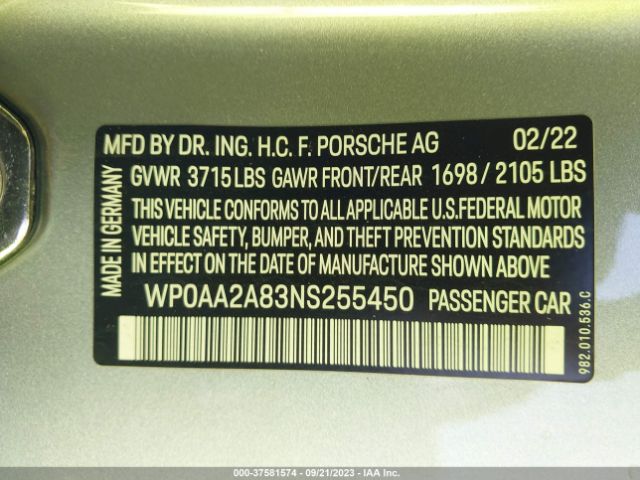 MFD BY DR. ING. H.C. F. PORSCHE AG 02/22
GVWR 3715 LBS GAWR FRONT/REAR 1698 / 2105 LBS
THIS VEHICLE CONFORMS TO ALL APPLICABLE U.S. FEDERAL MOTOR
VEHICLE SAFETY, BUMPER, AND THEFT PREVENTION STANDARDS
IN EFFECT ON THE DATE OF MANUFACTURE SHOWN ABOVE
WP0AA2A83NS255450 PASSENGER CAR
MADE IN GERMANY
982.010.536.C
000-37581574 | 09/21/2023 | IAA Inc.